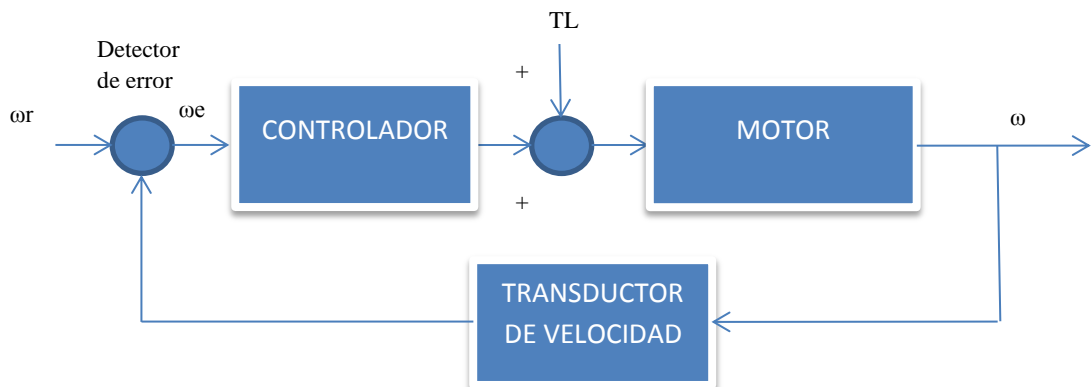 TL
Detector
de error
+
ωr
ωe
CONTROLADOR
MOTOR
ω
+
TRANSDUCTOR
DE VELOCIDAD